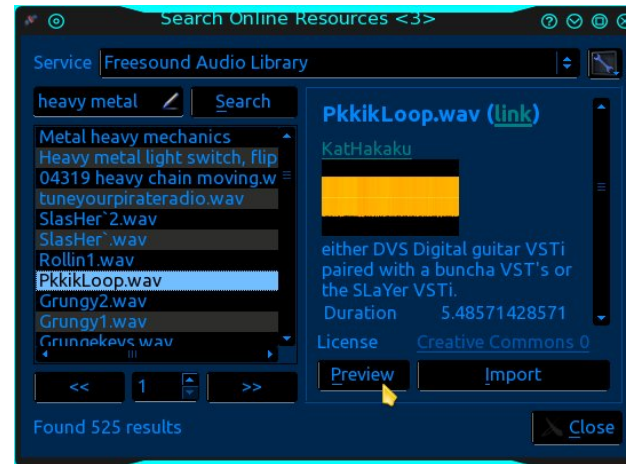 Search Online Resources <3>
Service Freesound Audio Library
heavy metal Search
Metal heavy mechanics
Heavy metal light switch, flip
04319 heavy chain moving.w
tuneyourpirateradio.wav
SlasHer`2.wav
SlasHer`.wav
Rollin1.wav
PkkikLoop.wav
Grungy2.wav
Grungy1.wav
Grungekeys.wav
<< 1 >>
Found 525 results
PkkikLoop.wav (link)
KatHakaku
either DVS Digital guitar VSTi
paired with a buncha VST's or
the SLaYer VSTi.
Duration 5.48571428571
License Creative Commons 0
Preview Import
Close